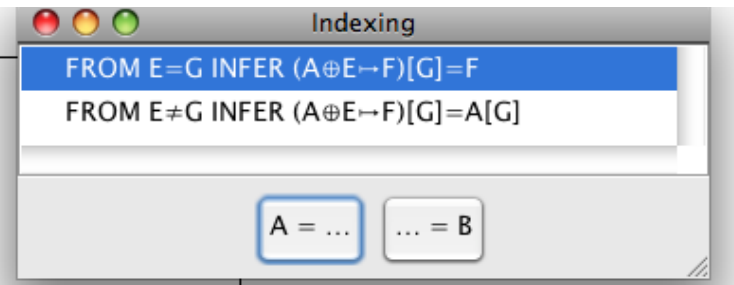 Indexing
FROM E=G INFER (A⊕E↦F)[G]=F
FROM E≠G INFER (A⊕E↦F)[G]=A[G]
A = ...
... = B